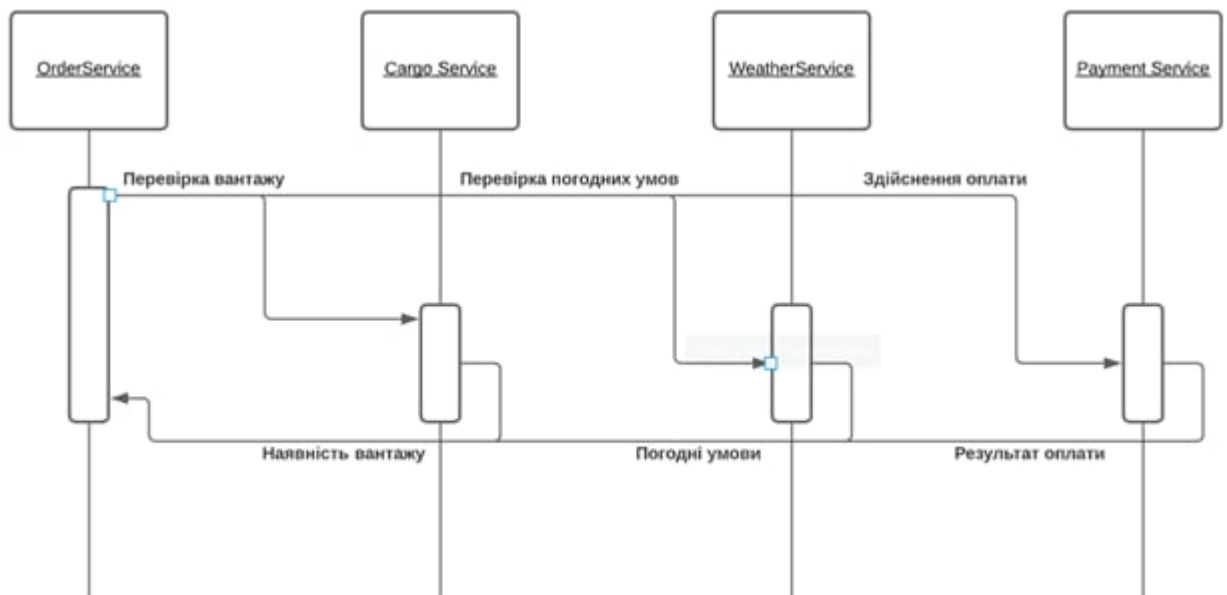 OrderService
Cargo Service
WeatherService
Payment Service
Перевірка вантажу
Перевірка погодних умов
Здійснення оплати
Наявність вантажу
Погодні умови
Результат оплати